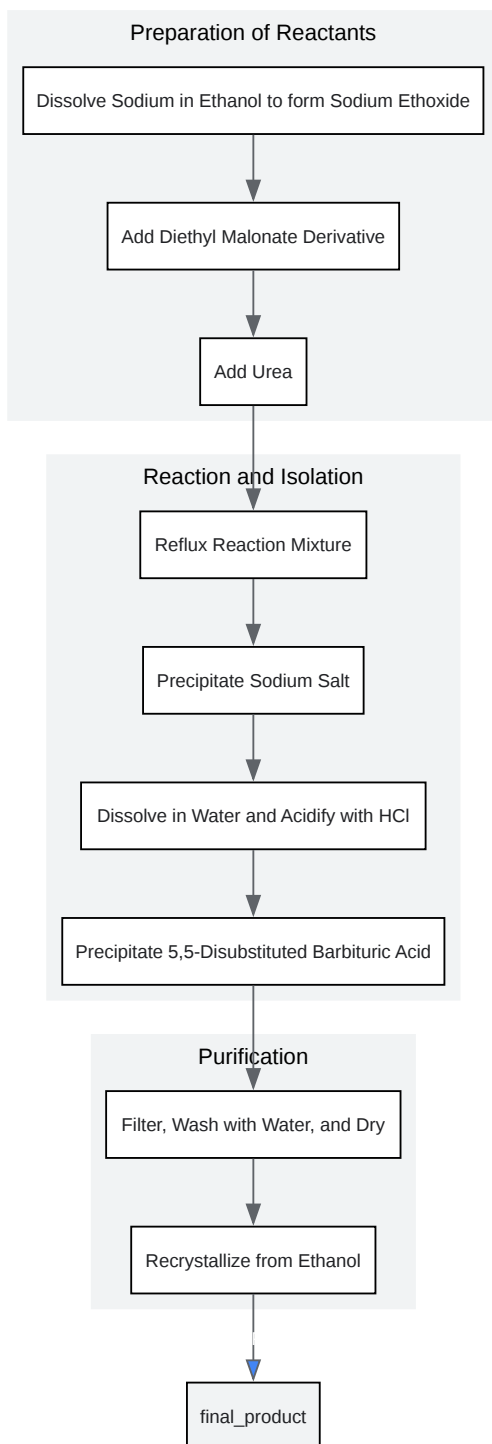 Preparation of Reactants
Dissolve Sodium in Ethanol to form Sodium Ethoxide
Add Diethyl Malonate Derivative
Add Urea
Reaction and Isolation
Reflux Reaction Mixture
Precipitate Sodium Salt
Dissolve in Water and Acidify with HCl
Precipitate 5,5-Disubstituted Barbituric Acid
Purification
Filter, Wash with Water, and Dry
Recrystallize from Ethanol
final_product